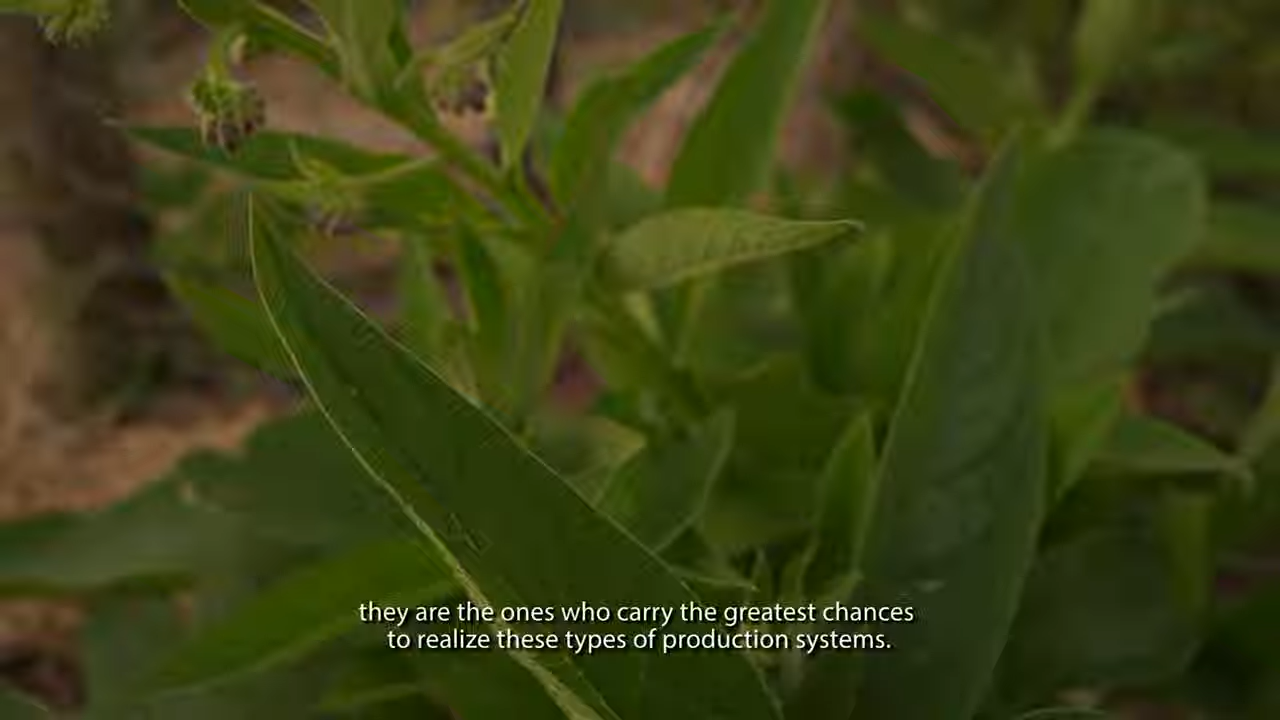 they are the ones who carry the greatest chances
to realize these types of production systems.